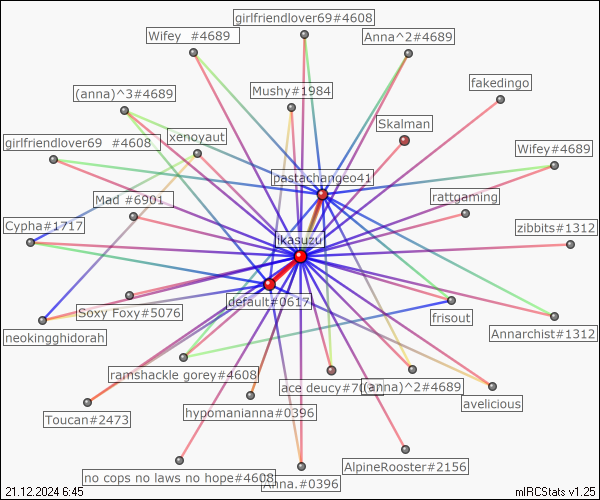 girlfriendlover69#4608
Wifey #4689
Anna^2#4689
fakedingo
(anna)^3#4689
Mushy#1984
Skalman
girlfriendlover69 #4608
xenoyaut
Wifey#4689
pastachangeo41
Mad #6901
rattgaming
Cypha#1717
ikasuzu
zibbits#1312
default#0617
Soxy Foxy#5076
frisout
neokingghidorah
Annarchist#1312
ramshackle gorey#4608
ace deucy#7
(anna)^2#4689
Toucan#2473
hypomanianna#0396
avelicious
AlpineRooster#2156
no cops no laws no hope#4608
Anna.#0396
21.12.2024 6:45
mIRCStats v1.25